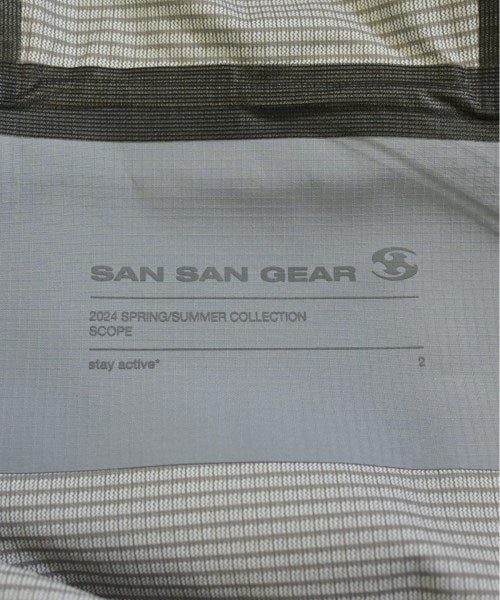 SAN SAN GEAR
2024 SPRING/SUMMER COLLECTION
SCOPE
stay active* 2